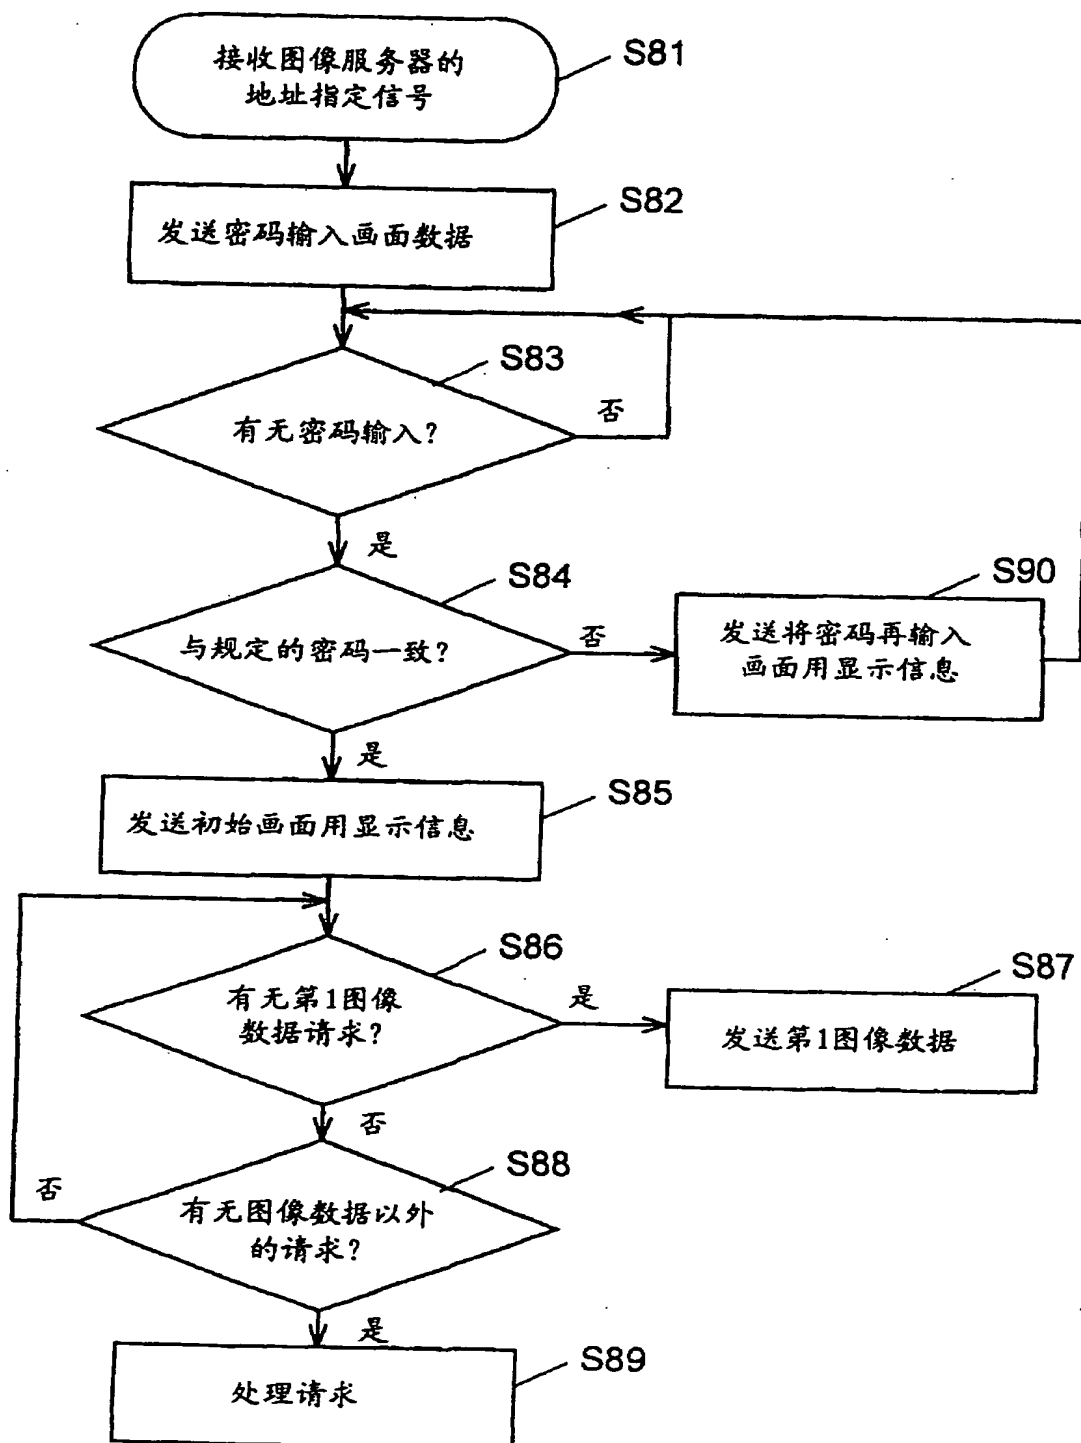 接收图像服务器的
地址指定信号
S81
发送密码输入画面数据
S82
有无密码输入?
S83
否
是
与规定的密码一致?
S84
否
发送将密码再输入
画面用显示信息
S90
是
发送初始画面用显示信息
S85
有无第1图像
数据请求?
S86
是
发送第1图像数据
S87
否
有无图像数据以外
的请求?
S88
否
是
处理请求
S89